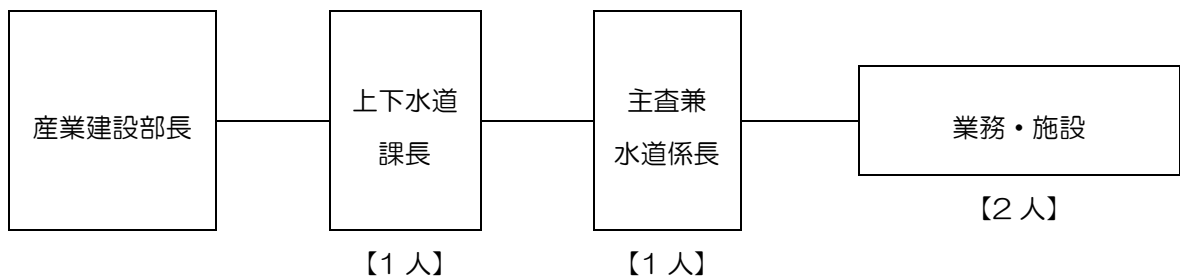 産業建設部長
上下水道
課長
【1 人】
主査兼
水道係長
【1 人】
業務・施設
【2 人】